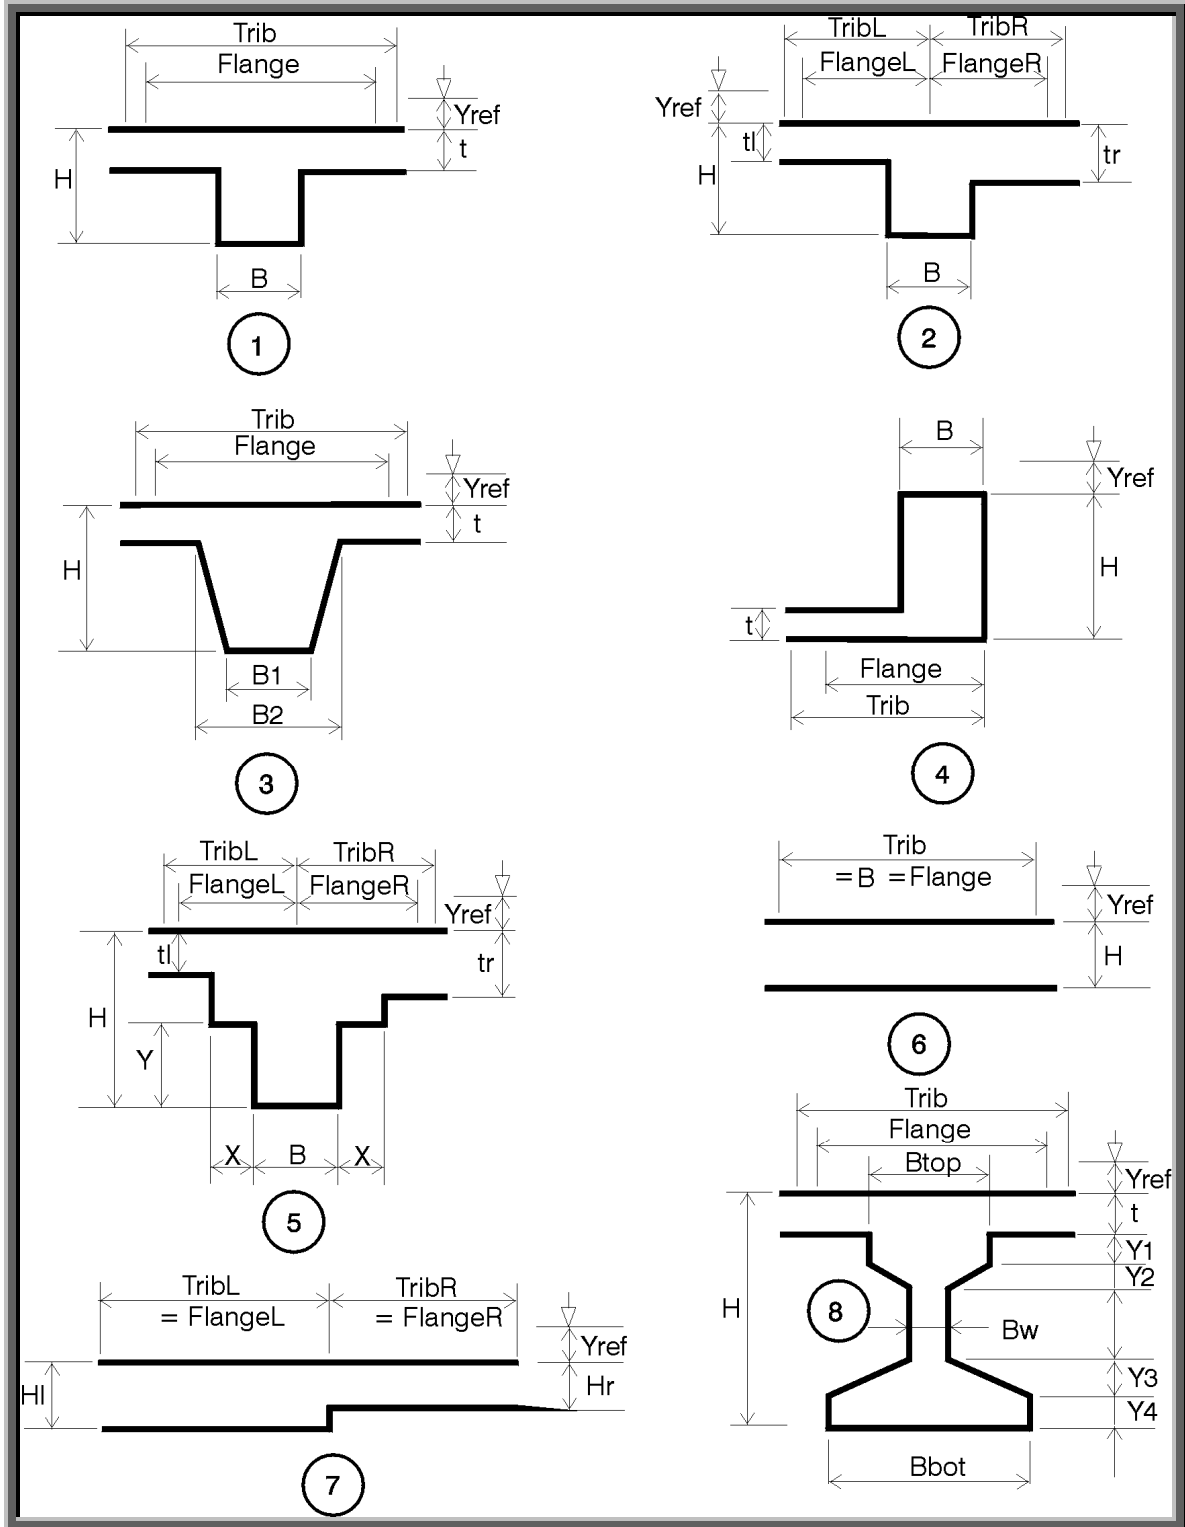 Trib
Flange
Yref
t
H
B
1
TribL TribR
FlangeL FlangeR
Yref
tl
tr
H
B
2
Trib
Flange
Yref
t
H
B1
B2
3
B
Yref
H
t
Flange
Trib
4
TribL TribR
FlangeL FlangeR
Yref
tl
tr
H
Y
X B X
5
Trib
=B =Flange
Yref
H
6
TribL TribR
= FlangeL = FlangeR
Yref
Hl
Hr
7
Trib
Flange
Btop
Yref
t
Y1
Y2
H
8
Bw
Y3
Y4
Bbot